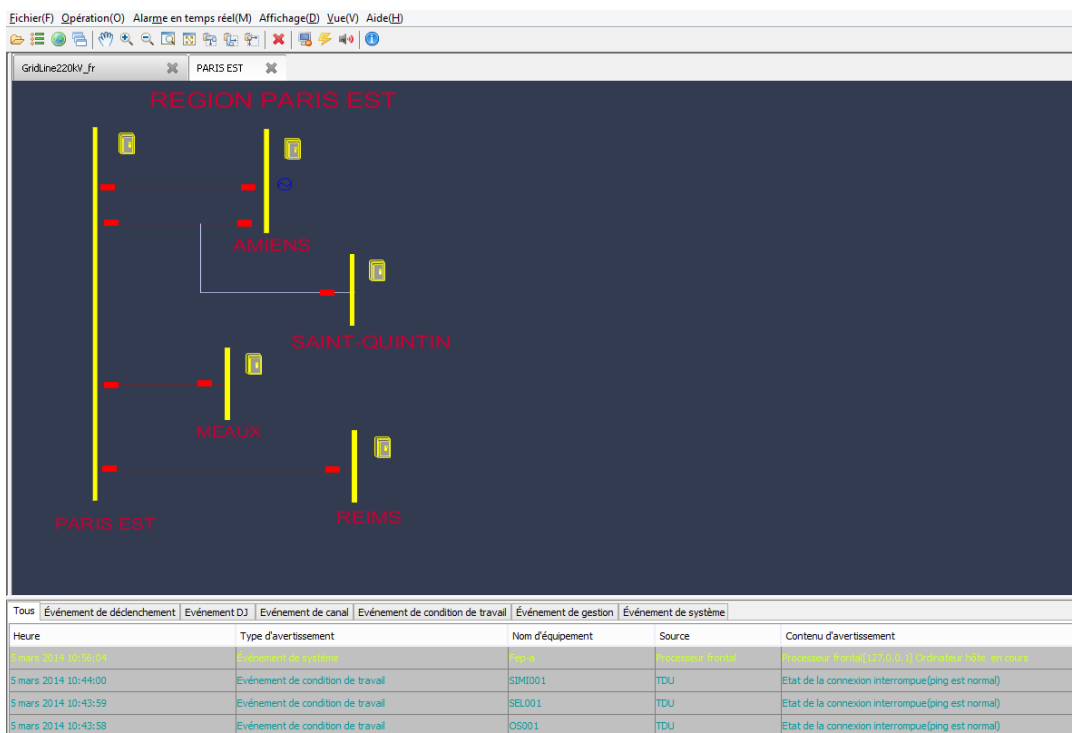 Fichier(F) Opération(O) Alarme en temps réel(M) Affichage(D) Vue(V) Aide(H)
GridLine220kV_fr PARIS EST
REGION PARIS EST
AMIENS
SAINT-QUINTIN
MEAUX
REIMS
PARIS EST
Tous Événement de déclenchement Evénement DJ Evénement de canal Evénement de condition de travail Événement de gestion Événement de système
Heure Type d'avertissement Nom d'équipement Source Contenu d'avertissement
5 mars 2014 10:56:04 Événement de système Fep-a Processeur frontal Processeur frontal[127.0.0.1] Ordinateur hôte en cours
5 mars 2014 10:44:00 Evénement de condition de travail SIMI001 TDU Etat de la connexion interrompue(ping est normal)
5 mars 2014 10:43:59 Evénement de condition de travail SEL001 TDU Etat de la connexion interrompue(ping est normal)
5 mars 2014 10:43:58 Evénement de condition de travail OS001 TDU Etat de la connexion interrompue(ping est normal)